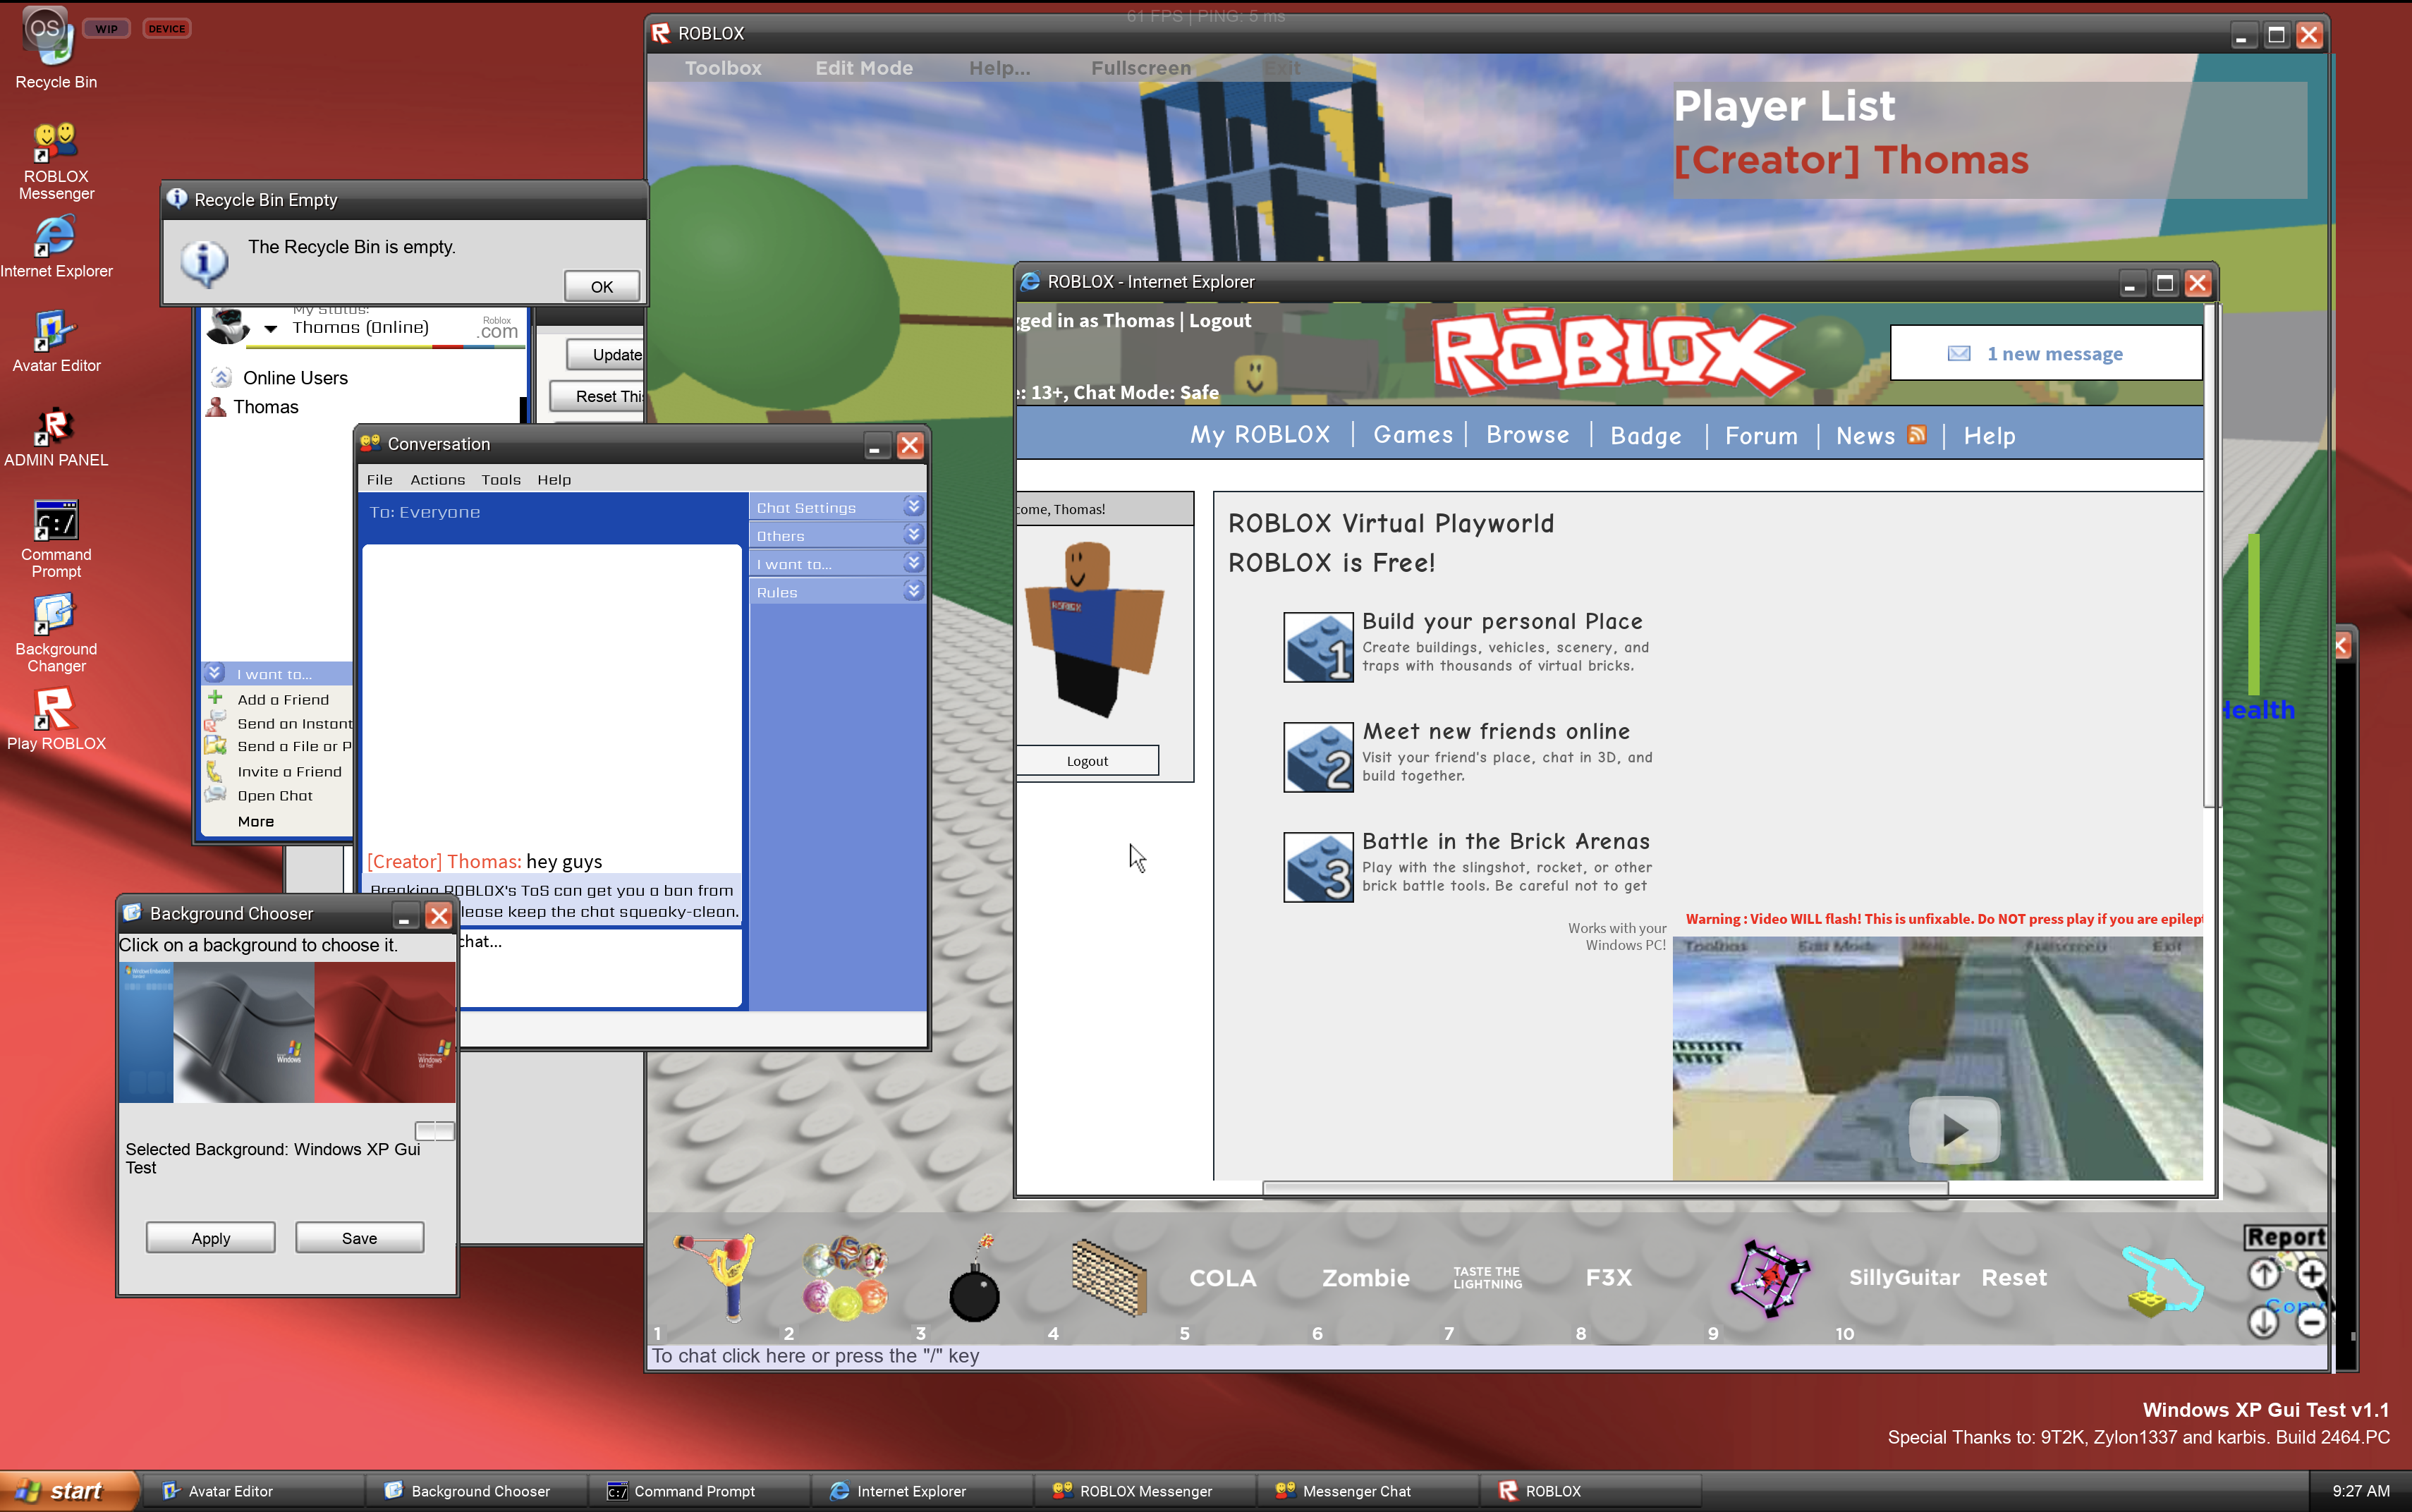 61 FPS | PING: 5 ms
OS
WIP
DEVICE
Recycle Bin
ROBLOX
Messenger
Internet Explorer
Avatar Editor
ADMIN PANEL
Command
Prompt
Background
Changer
Play ROBLOX
ROBLOX
Toolbox
Edit Mode
Help...
Fullscreen
Exit
Player List
[Creator] Thomas
Health
Recycle Bin Empty
The Recycle Bin is empty.
OK
My Status:
Thomas (Online)
Roblox
.com
Online Users
Thomas
I want to...
Add a Friend
Send an Instant
Send a File or P
Invite a Friend
Open Chat
More
Update
Reset This
Conversation
File Actions Tools Help
To: Everyone
Chat Settings
Others
I want to...
Rules
[Creator] Thomas: hey guys
Breaking ROBLOX's ToS can get you a ban from
lease keep the chat squeaky-clean.
chat...
Background Chooser
Click on a background to choose it.
Selected Background: Windows XP Gui
Test
Apply
Save
ROBLOX - Internet Explorer
gged in as Thomas | Logout
: 13+, Chat Mode: Safe
ROBLOX
1 new message
My ROBLOX | Games | Browse | Badge | Forum | News | Help
come, Thomas!
Logout
ROBLOX Virtual Playworld
ROBLOX is Free!
1
Build your personal Place
Create buildings, vehicles, scenery, and
traps with thousands of virtual bricks.
2
Meet new friends online
Visit your friend's place, chat in 3D, and
build together.
3
Battle in the Brick Arenas
Play with the slingshot, rocket, or other
brick battle tools. Be careful not to get
Warning : Video WILL flash! This is unfixable. Do NOT press play if you are epilept
Works with your
Windows PC!
Toolbox Edit Mode Help... Fullscreen Exit
COLA
Zombie
TASTE THE
LIGHTNING
F3X
SillyGuitar
Reset
Report
Copy
1 2 3 4 5 6 7 8 9 10
To chat click here or press the "/" key
Windows XP Gui Test v1.1
Special Thanks to: 9T2K, Zylon1337 and karbis. Build 2464.PC
start
Avatar Editor
Background Chooser
C:/
Command Prompt
Internet Explorer
ROBLOX Messenger
Messenger Chat
ROBLOX
9:27 AM